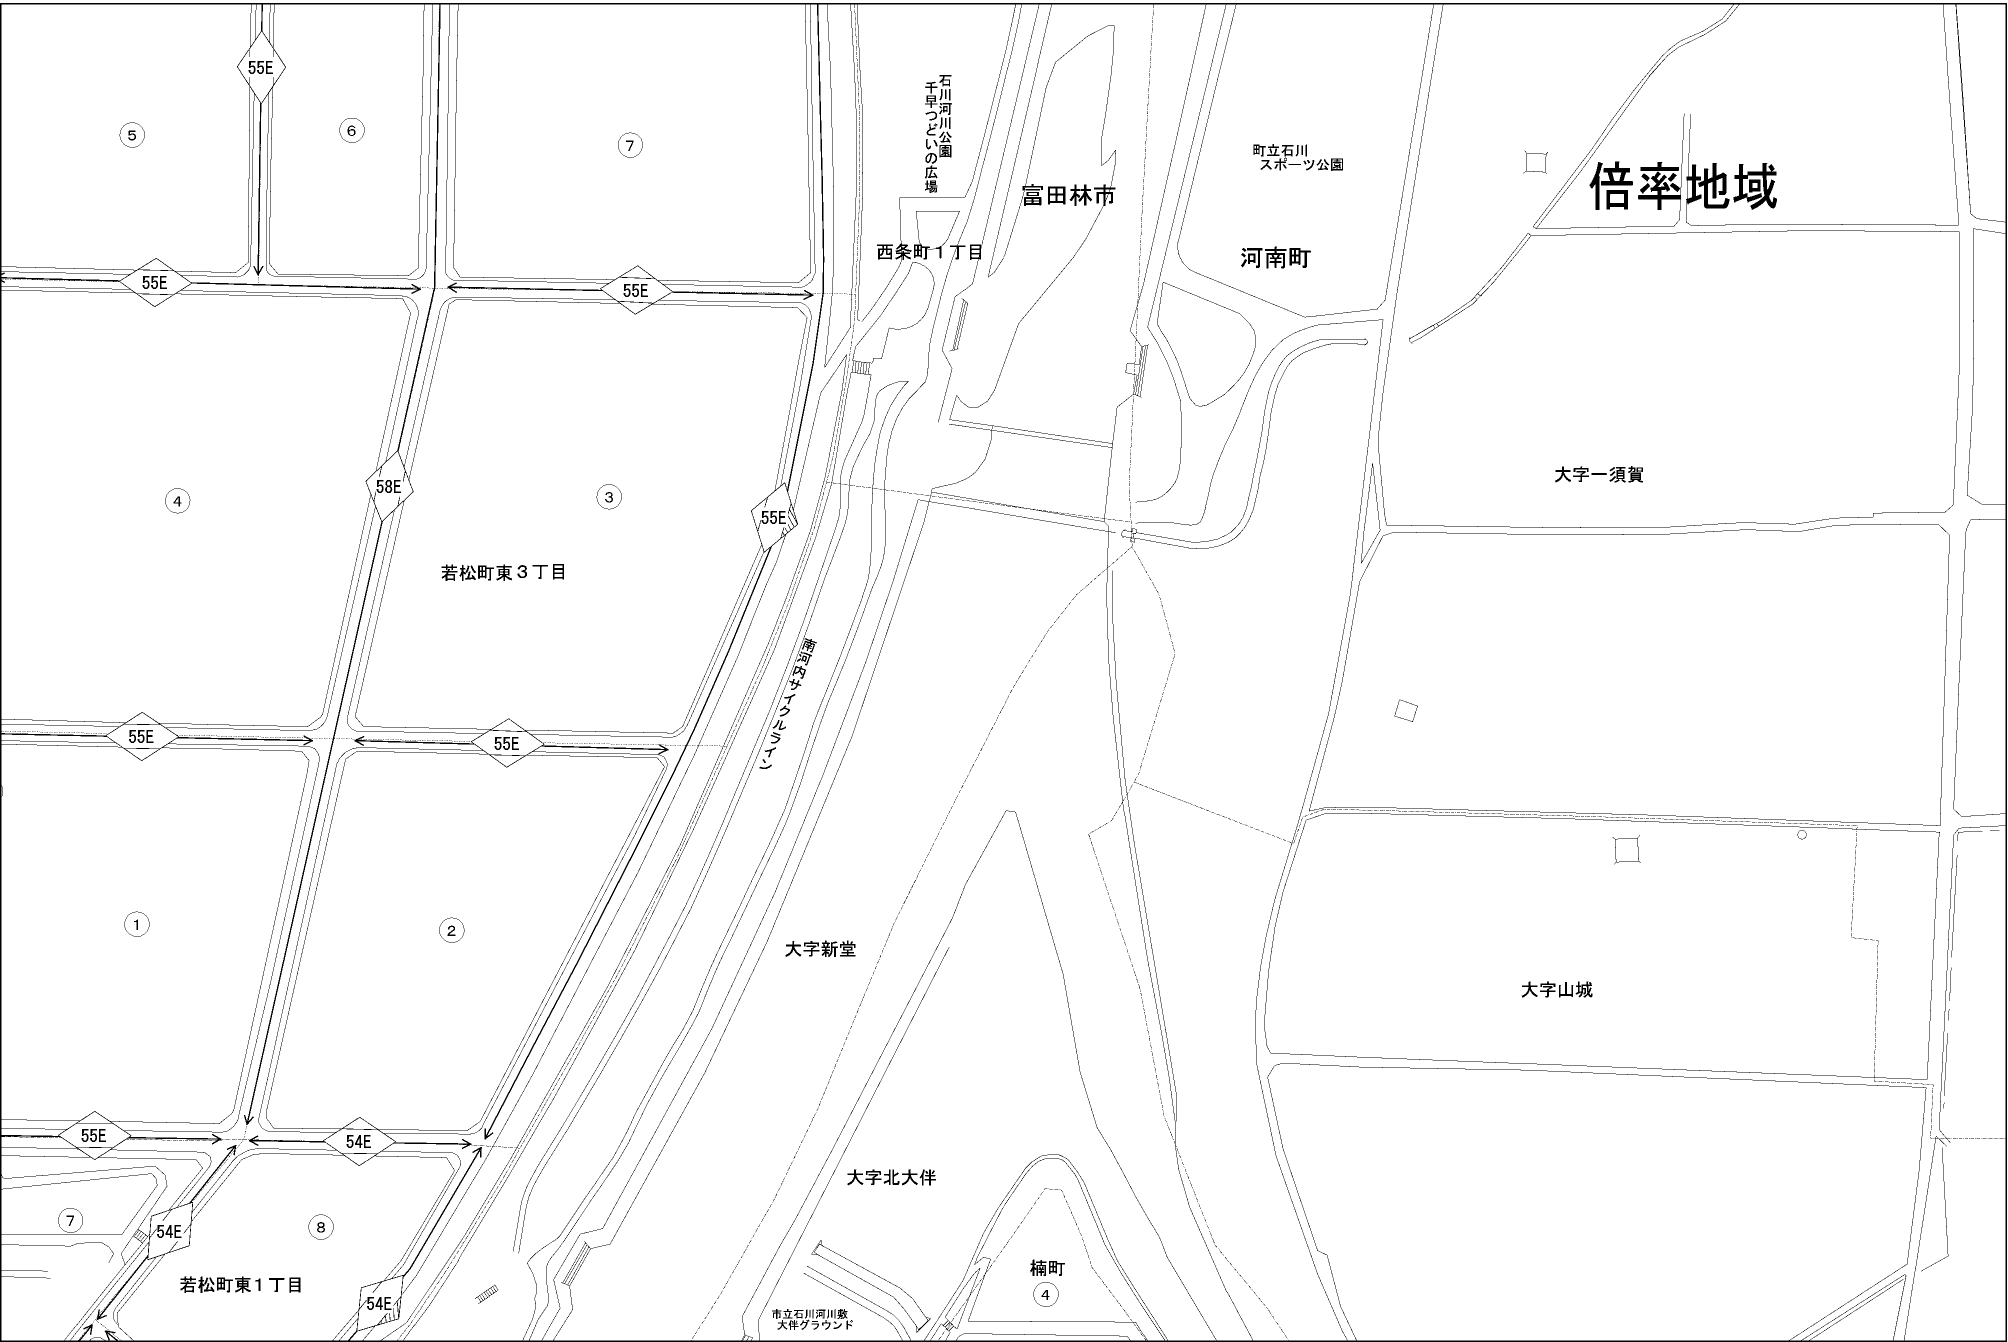 55E
⑤
⑥
⑦
石川河川公園
千早つどいの広場
町立石川
スポーツ公園
倍率地域
富田林市
西条町1丁目
河南町
55E
55E
④
58E
③
55E
大字一須賀
若松町東3丁目
南河内サイクルライン
55E
55E
①
②
大字新堂
大字山城
55E
54E
大字北大伴
⑦
54E
⑧
若松町東1丁目
54E
楠町
④
市立石川河川敷
大伴グラウンド